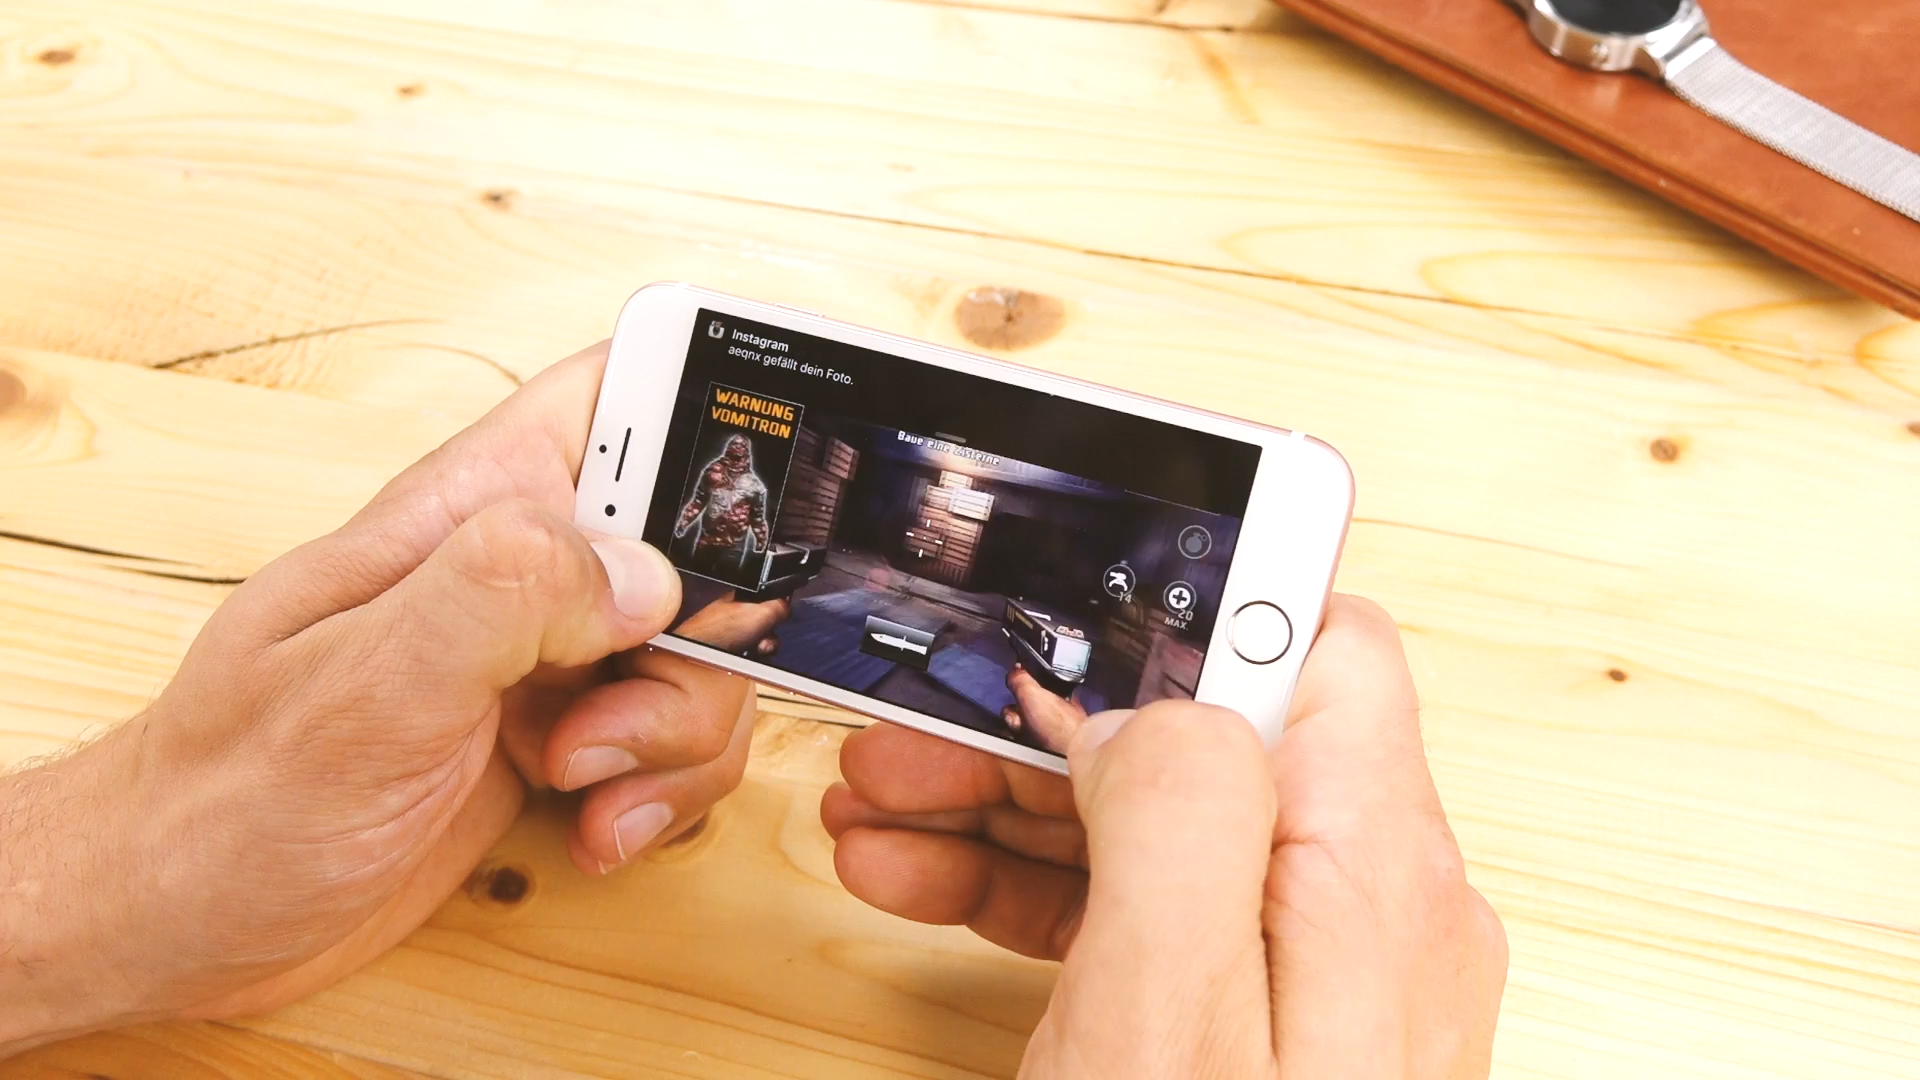 Instagram
aeqnx gefällt dein Foto.
WARNUNG
VOMITRON
Baue eine Zisterne
14
20
MAX.